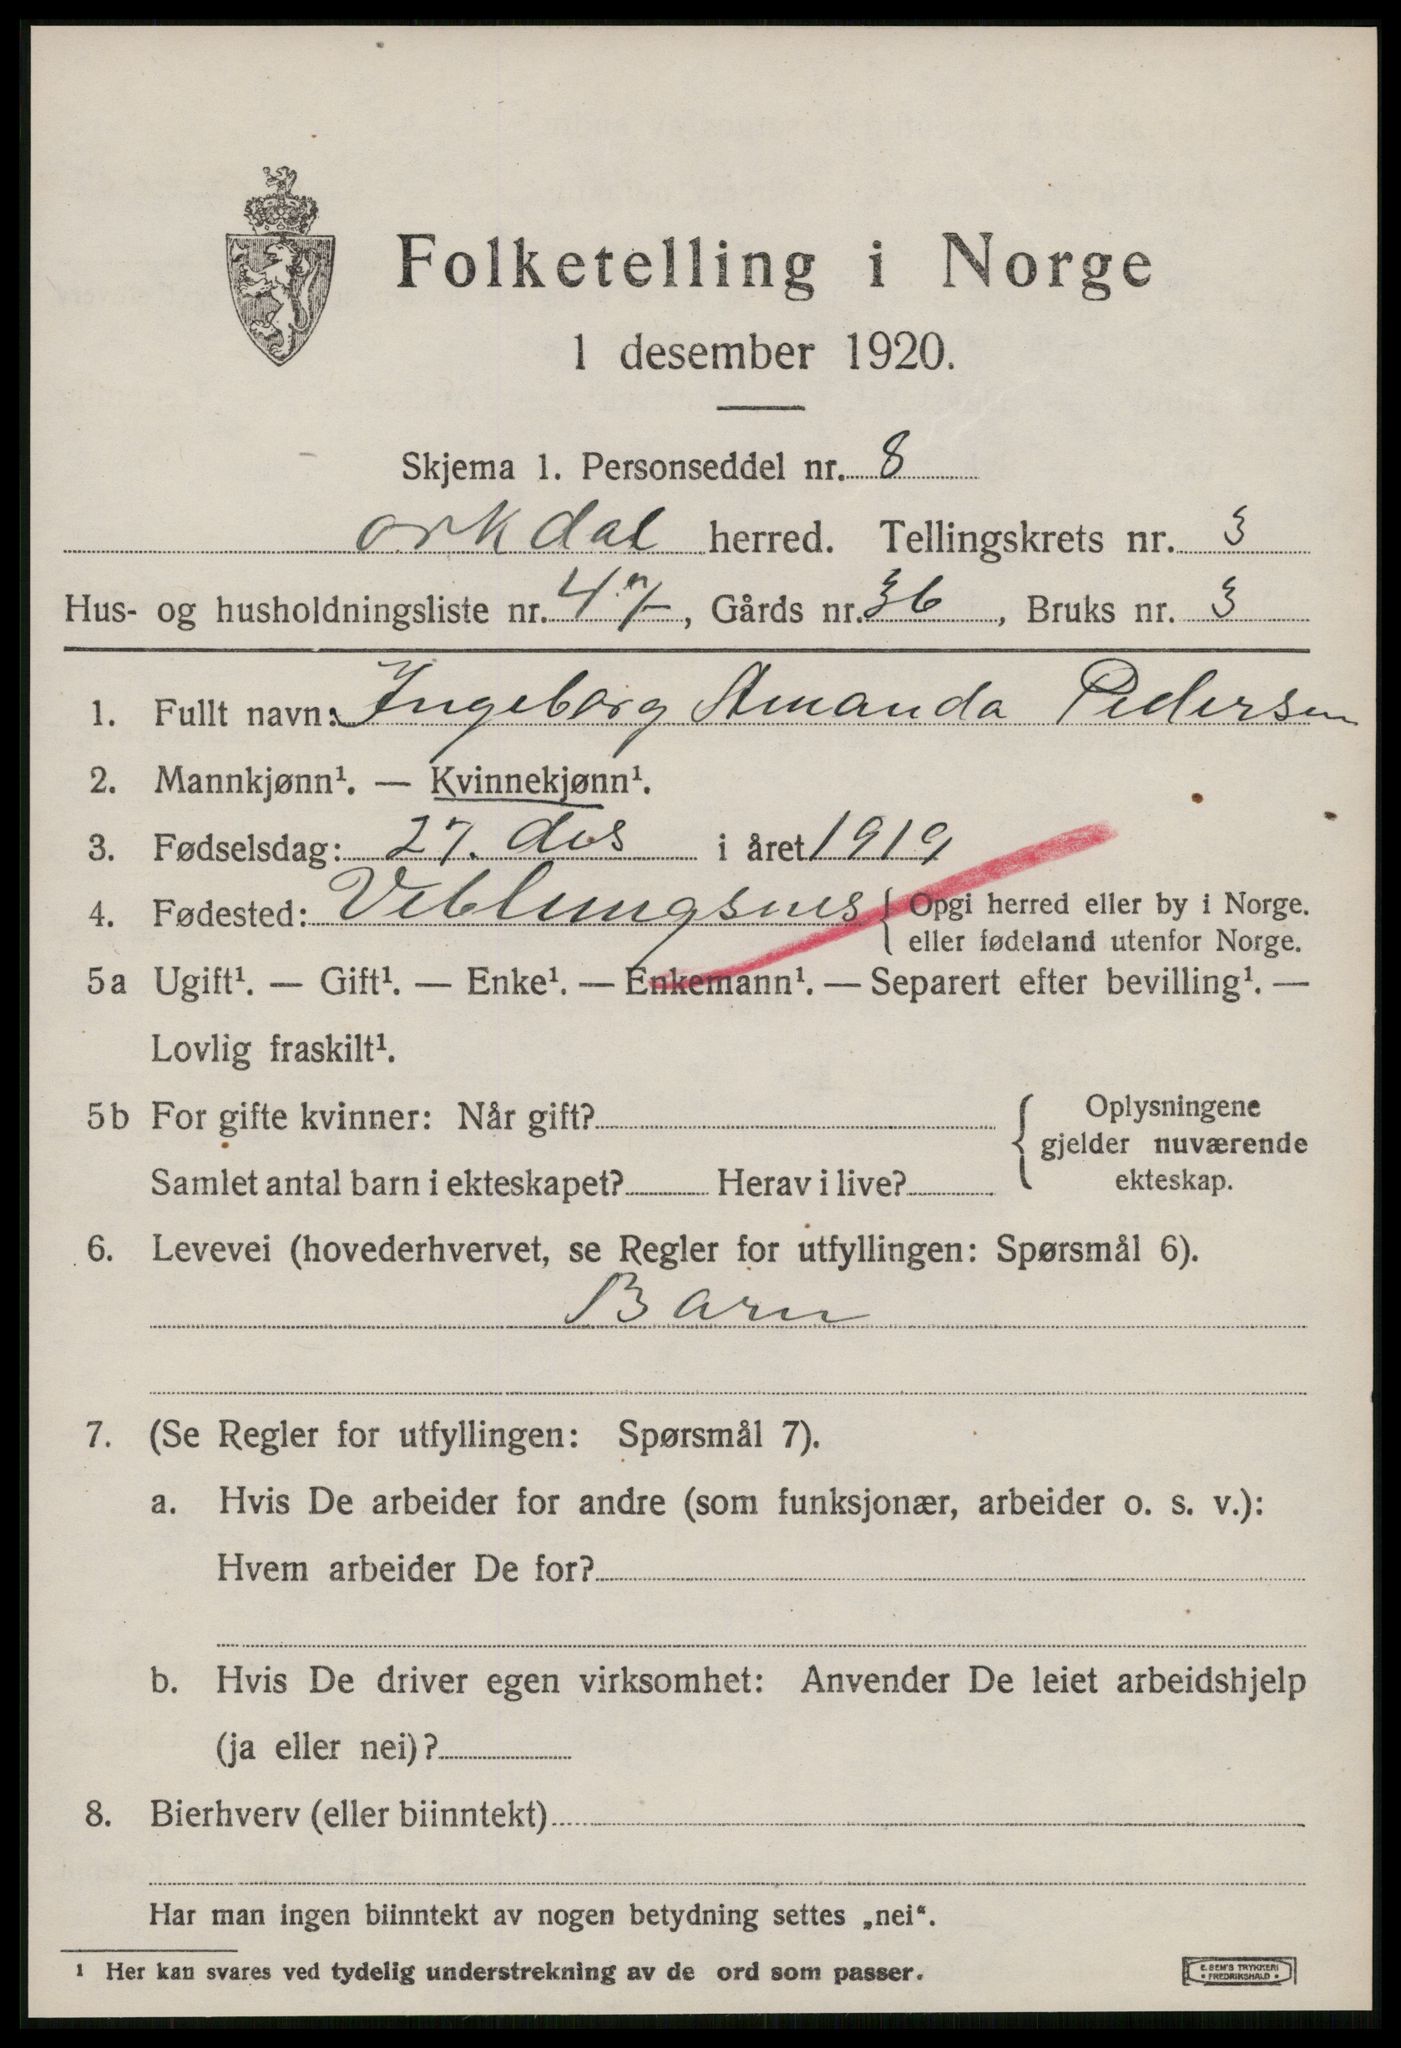 Folketelling i Norge
1 desember 1920.
Skjema 1. Personseddel nr. 8
orkdal herred. Tellingskrets nr. 3
Hus- og husholdningsliste nr. 47, Gårds nr. 36, Bruks nr. 3
1. Fullt navn: Ingeborg Amanda Pedersen
2. Mannkjønn¹. — Kvinnekjønn¹.
3. Fødselsdag: 27. des i året 1919
4. Fødested: Veblungsnes { Opgi herred eller by i Norge.
eller fødeland utenfor Norge.
5a Ugift¹. — Gift¹. — Enke¹. — Enkemann¹. — Separert efter bevilling¹. —
Lovlig fraskilt¹.
5b For gifte kvinner: Når gift? { Oplysningene
gjelder nuværende
Samlet antal barn i ekteskapet? Herav i live? ekteskap.
6. Levevei (hovederhvervet, se Regler for utfyllingen: Spørsmål 6).
Barn
7. (Se Regler for utfyllingen: Spørsmål 7).
a. Hvis De arbeider for andre (som funksjonær, arbeider o. s. v.):
Hvem arbeider De for?
b. Hvis De driver egen virksomhet: Anvender De leiet arbeidshjelp
(ja eller nei)?
8. Bierhverv (eller biinntekt)
Har man ingen biinntekt av nogen betydning settes „nei“.
¹ Her kan svares ved tydelig understrekning av de ord som passer.
E. SEM'S TRYKKERI
• FREDRIKSHALD •